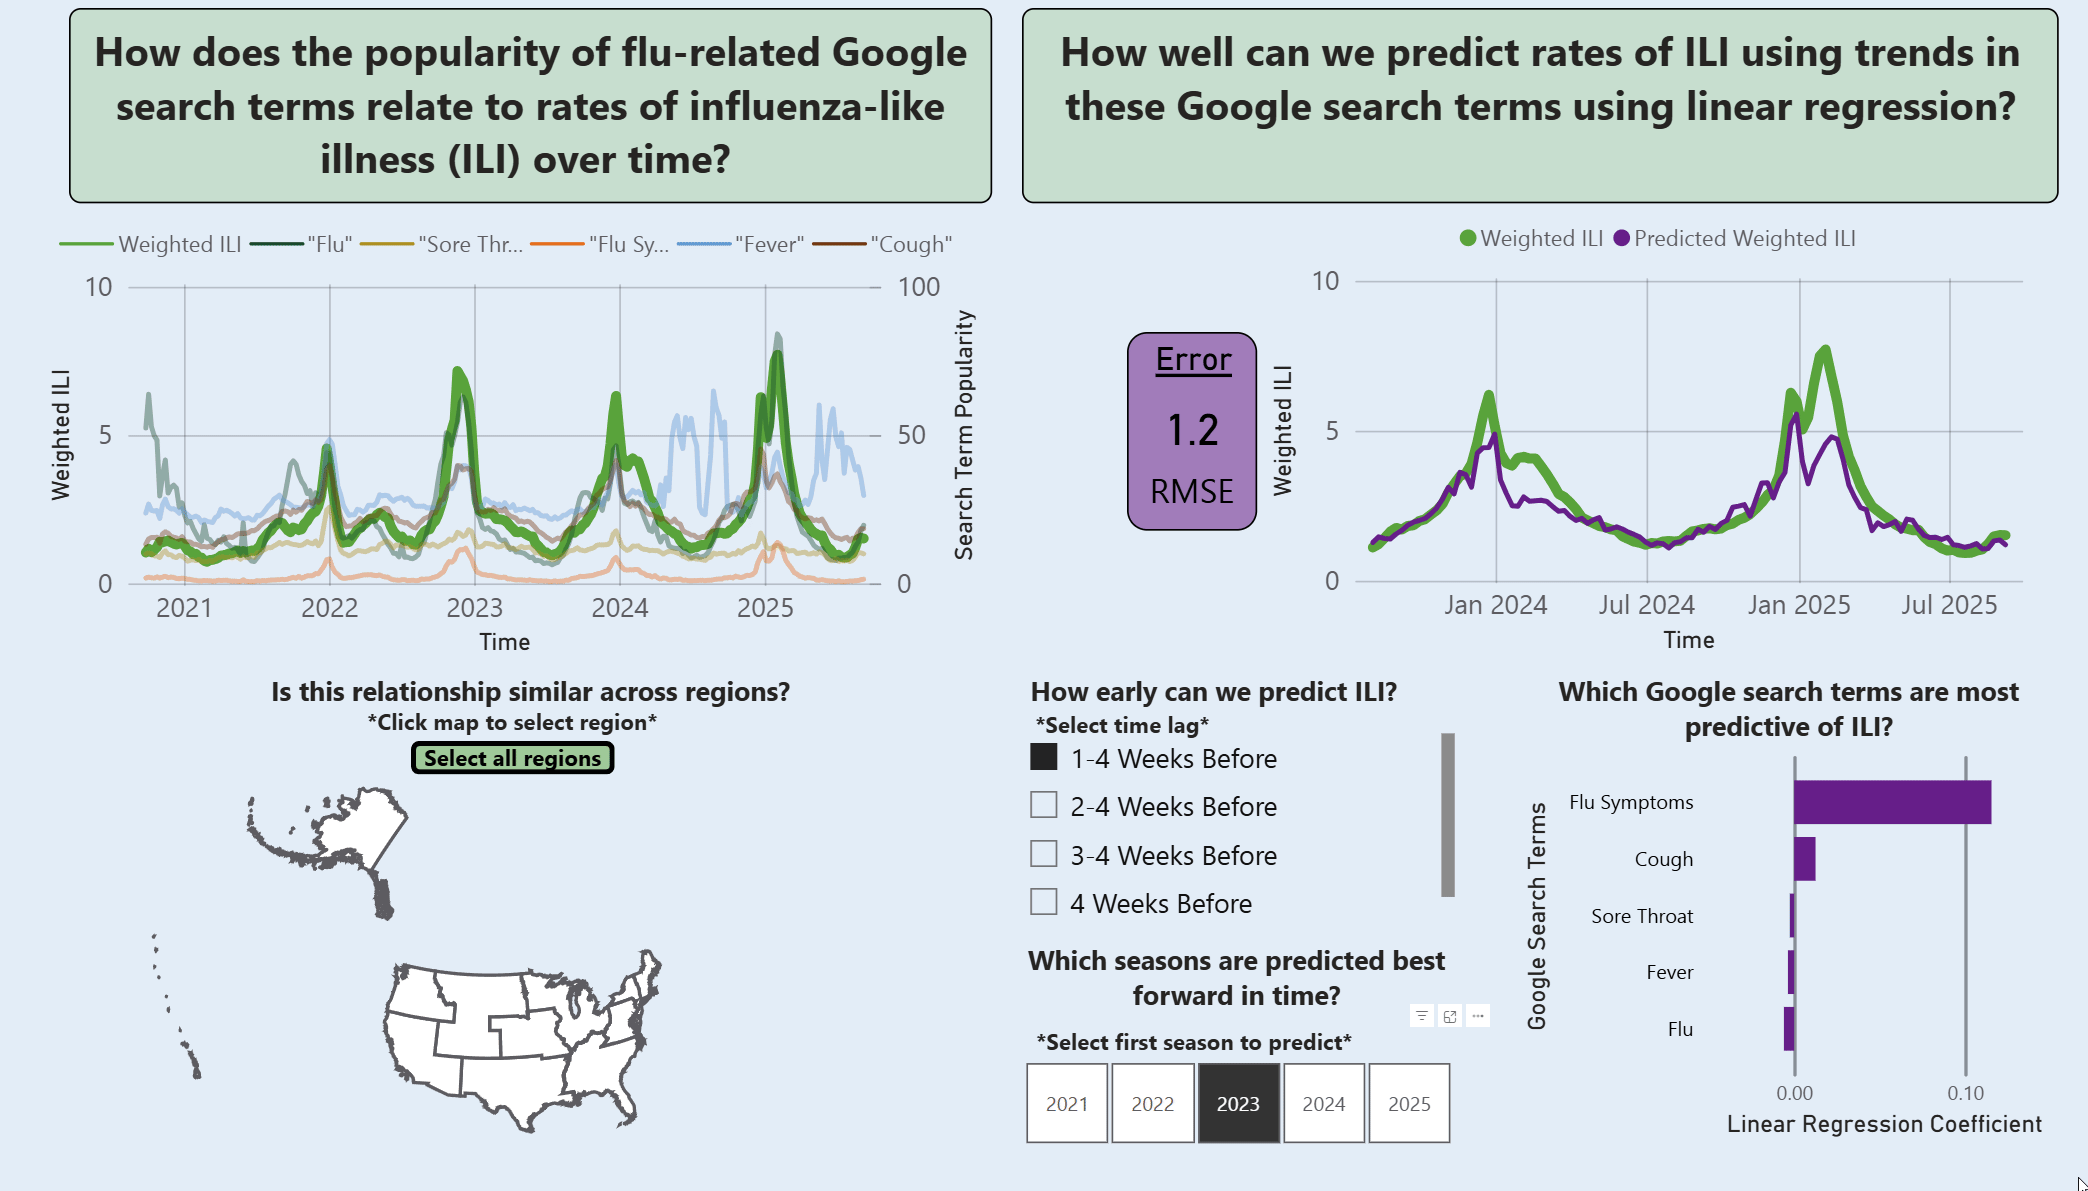 How does the popularity of flu-related Google
search terms relate to rates of influenza-like
illness (ILI) over time?
How well can we predict rates of ILI using trends in
these Google search terms using linear regression?
Weighted ILI
"Flu"
"Sore Thr...
"Flu Sy...
"Fever"
"Cough"
10
5
0
Weighted ILI
100
50
0
Search Term Popularity
2021
2022
2023
2024
2025
Time
Error
1.2
RMSE
Weighted ILI
Predicted Weighted ILI
10
5
0
Weighted ILI
Jan 2024
Jul 2024
Jan 2025
Jul 2025
Time
Is this relationship similar across regions?
*Click map to select region*
Select all regions
How early can we predict ILI?
*Select time lag*
1-4 Weeks Before
2-4 Weeks Before
3-4 Weeks Before
4 Weeks Before
Which seasons are predicted best
forward in time?
*Select first season to predict*
2021
2022
2023
2024
2025
Which Google search terms are most
predictive of ILI?
Google Search Terms
Flu Symptoms
Cough
Sore Throat
Fever
Flu
0.00
0.10
Linear Regression Coefficient